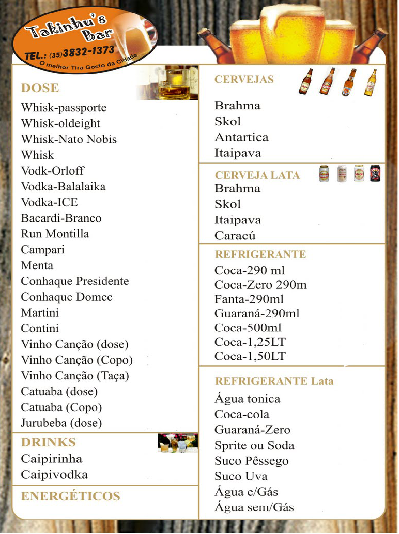 Takinhu's
Bar
TEL.: (35)3832-1373
O melhor Tira Gosto da cidade
DOSE
Whisk-passporte
Whisk-oldeight
Whisk-Nato Nobis
Whisk
Vodk-Orloff
Vodka-Balalaika
Vodka-ICE
Bacardi-Branco
Run Montilla
Campari
Menta
Conhaque Presidente
Conhaque Domec
Martini
Contini
Vinho Canção (dose)
Vinho Canção (Copo)
Vinho Canção (Taça)
Catuaba (dose)
Catuaba (Copo)
Jurubeba (dose)
DRINKS
Caipirinha
Caipivodka
ENERGÉTICOS
CERVEJAS
Brahma
Skol
Antartica
Itaipava
CERVEJA LATA
Brahma
Skol
Itaipava
Caracú
REFRIGERANTE
Coca-290 ml
Coca-Zero 290m
Fanta-290ml
Guaraná-290ml
Coca-500ml
Coca-1,25LT
Coca-1,50LT
REFRIGERANTE Lata
Água tonica
Coca-cola
Guaraná-Zero
Sprite ou Soda
Suco Pêssego
Suco Uva
Água c/Gás
Água sem/Gás